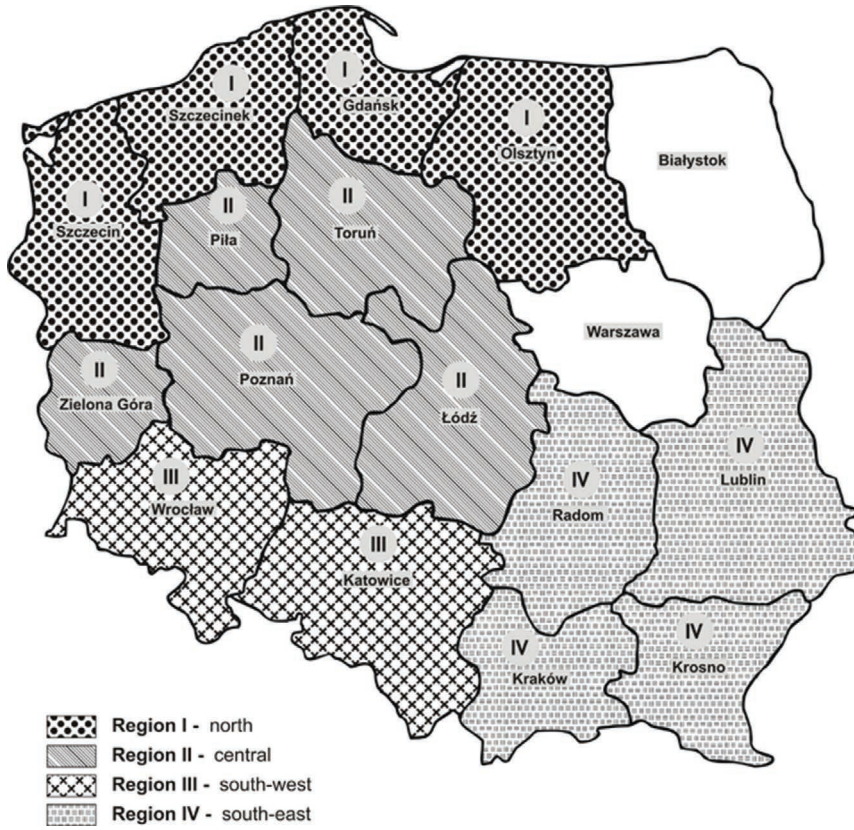 I
Szczecinek
I
Gdańsk
I
Olsztyn
Białystok
I
Szczecin
II
Piła
II
Toruń
Warszawa
II
Zielona Góra
II
Poznań
II
Łódź
III
Wrocław
IV
Radom
IV
Lublin
III
Katowice
IV
Kraków
IV
Krosno
Region I - north
Region II - central
Region III - south-west
Region IV - south-east